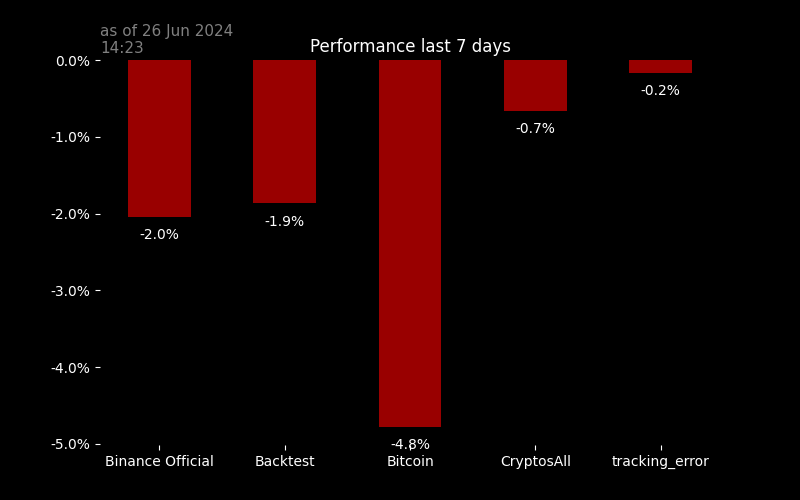 as of 26 Jun 2024
14:23
Performance last 7 days
0.0%
-1.0%
-2.0%
-3.0%
-4.0%
-5.0%
-2.0%
-1.9%
-4.8%
-0.7%
-0.2%
Binance Official
Backtest
Bitcoin
CryptosAll
tracking_error